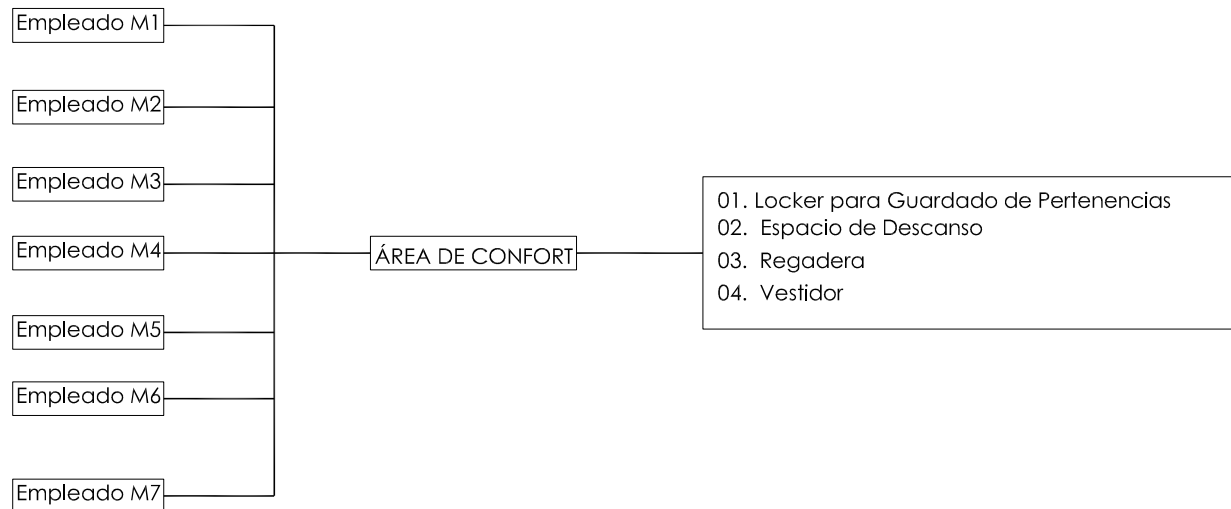 Empleado M1
Empleado M2
Empleado M3
Empleado M4
Empleado M5
Empleado M6
Empleado M7
ÁREA DE CONFORT
01. Locker para Guardado de Pertenencias
02. Espacio de Descanso
03. Regadera
04. Vestidor